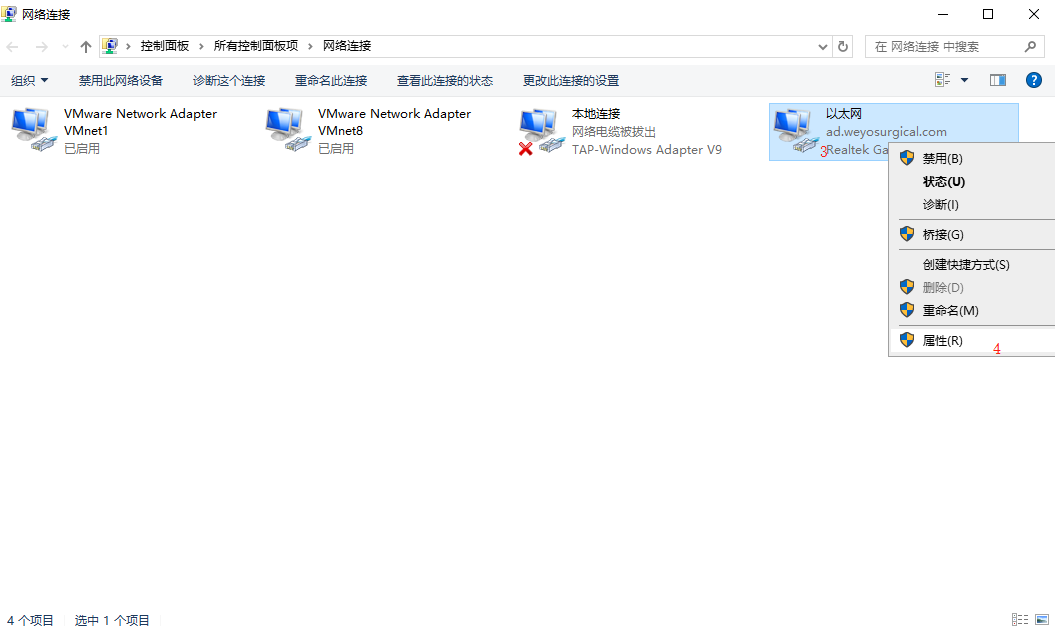 网络连接
控制面板 › 所有控制面板项 › 网络连接
在 网络连接 中搜索
组织 禁用此网络设备 诊断这个连接 重命名此连接 查看此连接的状态 更改此连接的设置
VMware Network Adapter
VMnet1
已启用
VMware Network Adapter
VMnet8
已启用
本地连接
网络电缆被拔出
TAP-Windows Adapter V9
以太网
ad.weyosurgical.com
3
Realtek Ga
禁用(B)
状态(U)
诊断(I)
桥接(G)
创建快捷方式(S)
删除(D)
重命名(M)
属性(R)
4
4 个项目 选中 1 个项目